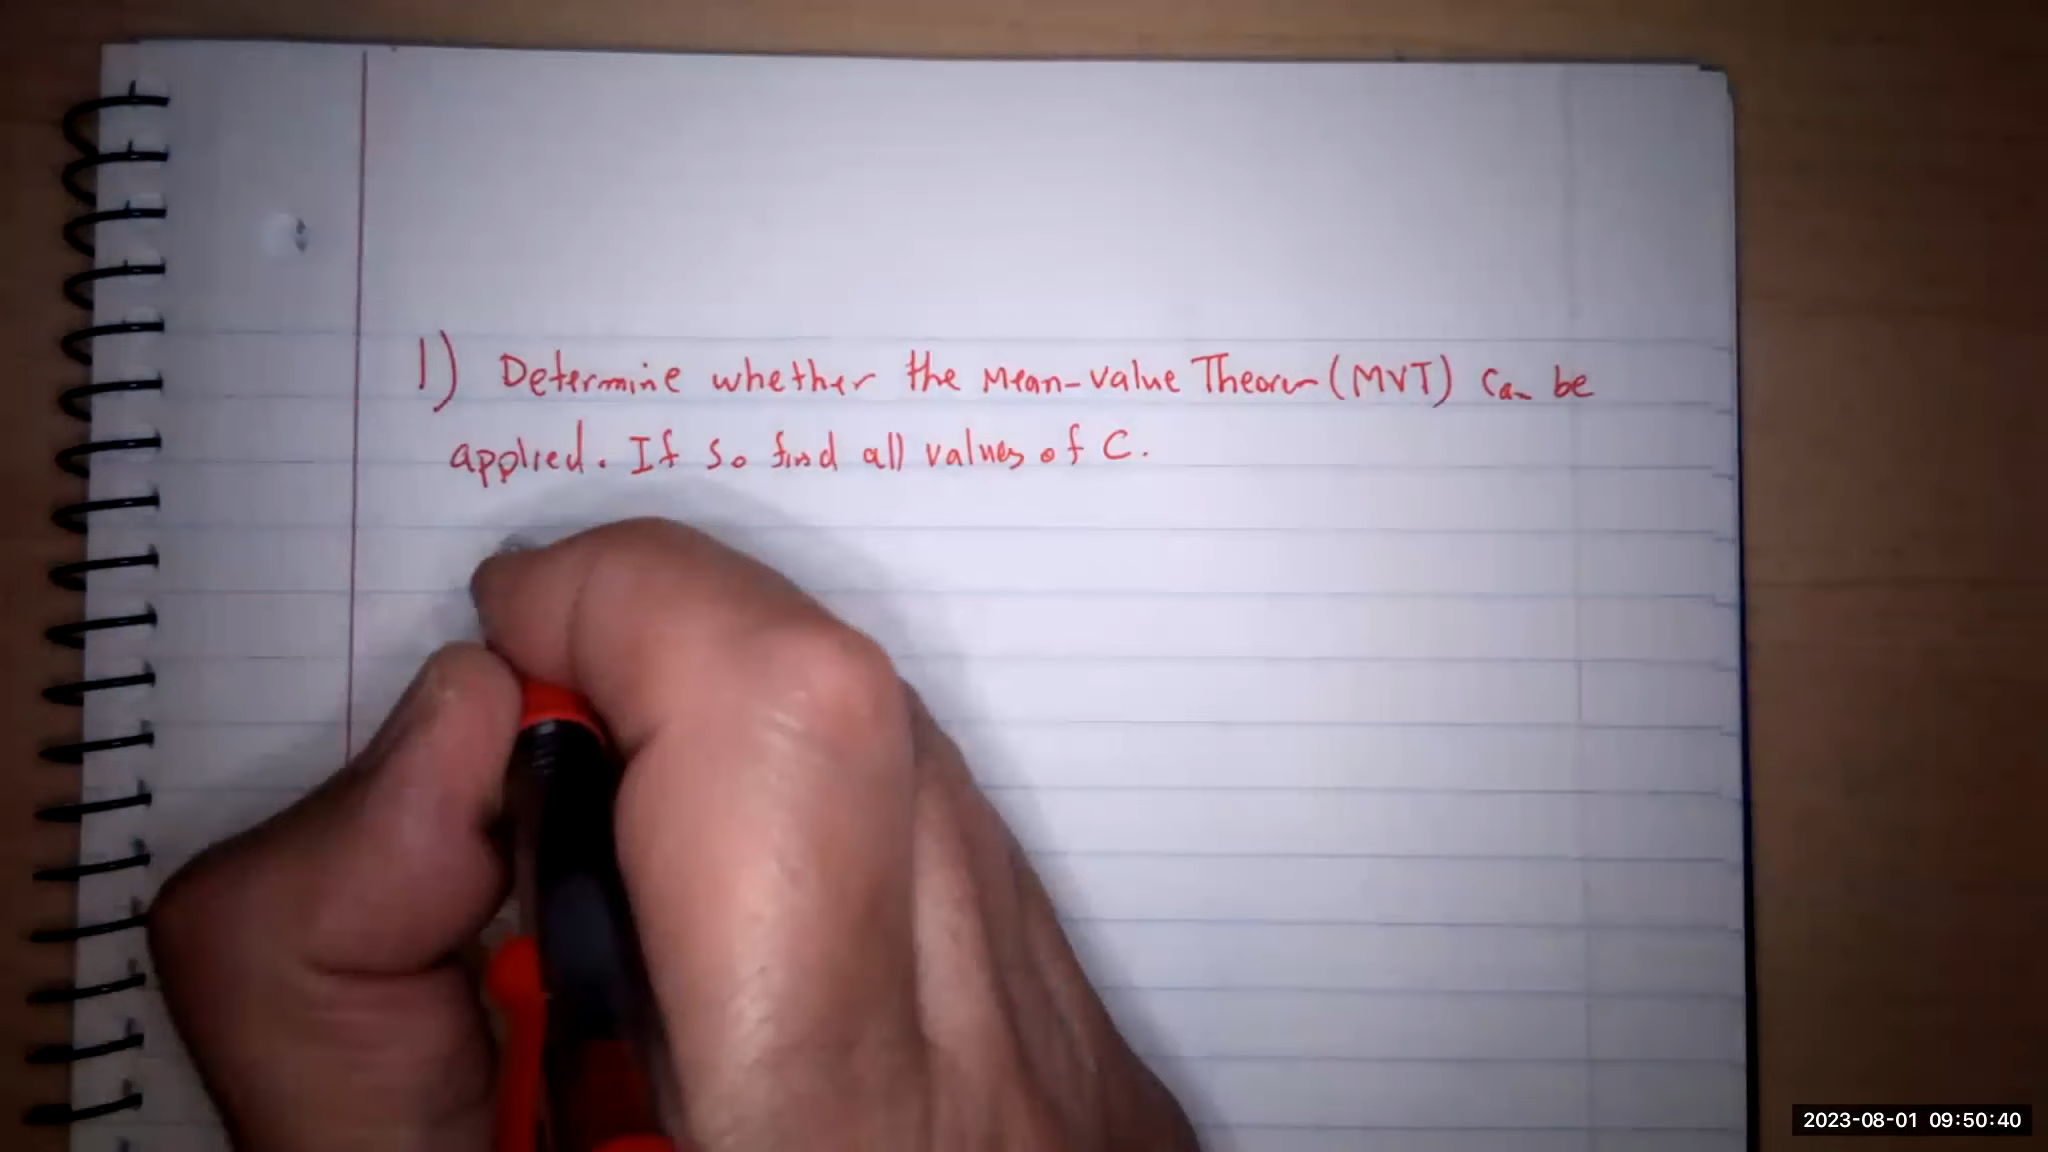 1) Determine whether the Mean-value Theorem (MVT) can be
applied. If so find all values of C.
2023-08-01 09:50:40